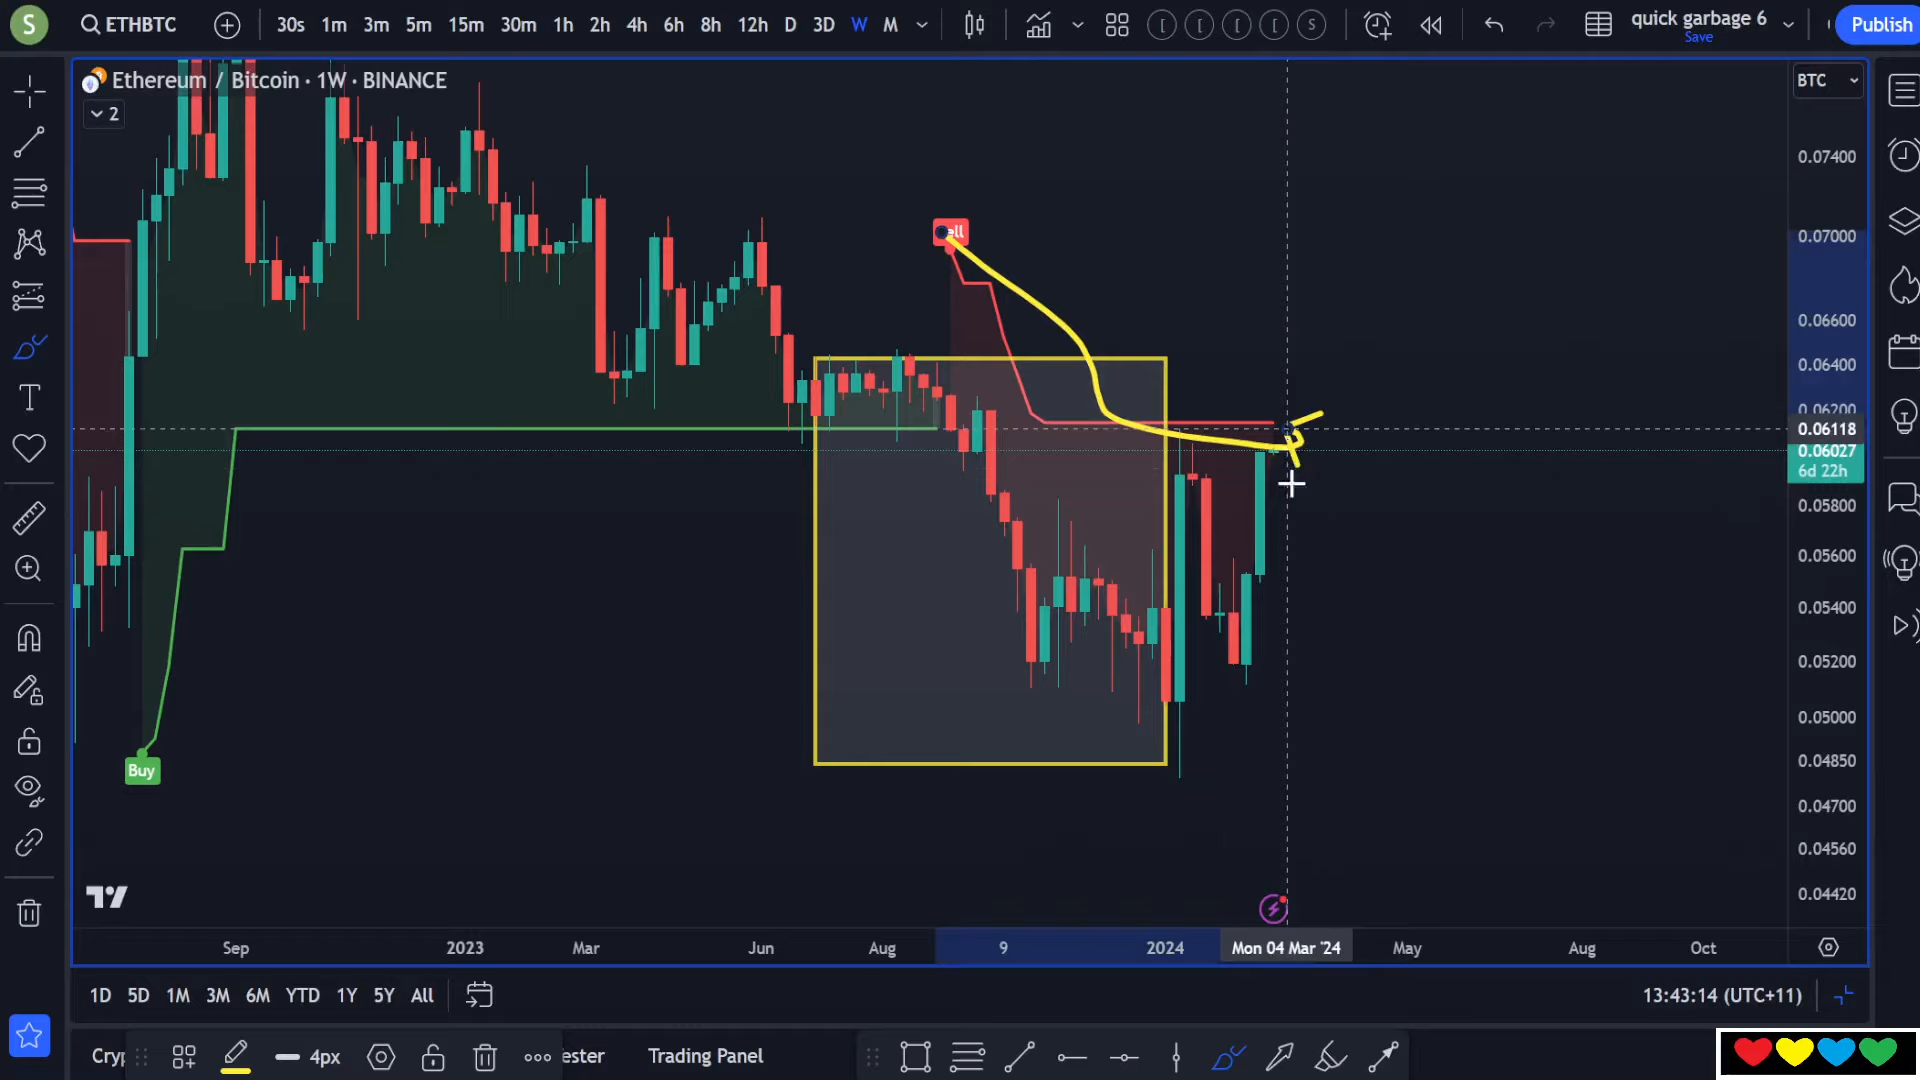 S
ETHBTC
30s 1m 3m 5m 15m 30m 1h 2h 4h 6h 8h 12h D 3D W M
[ [ [ [ S
quick garbage 6
Save
Publish
Ethereum / Bitcoin · 1W · BINANCE
2
BTC
0.07400
0.07000
0.06600
0.06400
0.06200
0.06118
0.06027
6d 22h
0.05800
0.05600
0.05400
0.05200
0.05000
0.04850
0.04700
0.04560
0.04420
ell
Buy
Sep 2023 Mar Jun Aug 9 2024 Mon 04 Mar '24 May Aug Oct
1D 5D 1M 3M 6M YTD 1Y 5Y All
13:43:14 (UTC+11)
4px
ester
Trading Panel